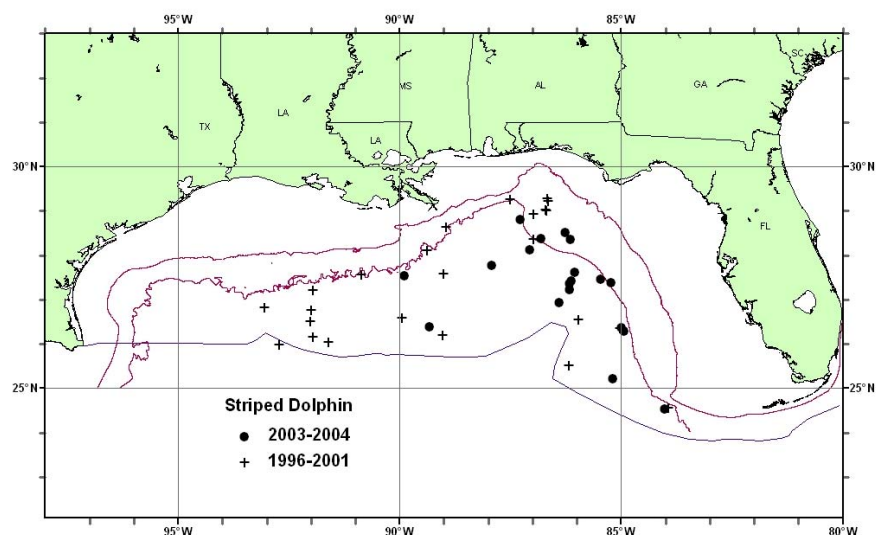 95°W 90°W 85°W 80°W
SC
MS AL GA
LA
TX
LA
30°N 30°N
FL
25°N 25°N
Striped Dolphin
2003-2004
1996-2001
95°W 90°W 85°W 80°W